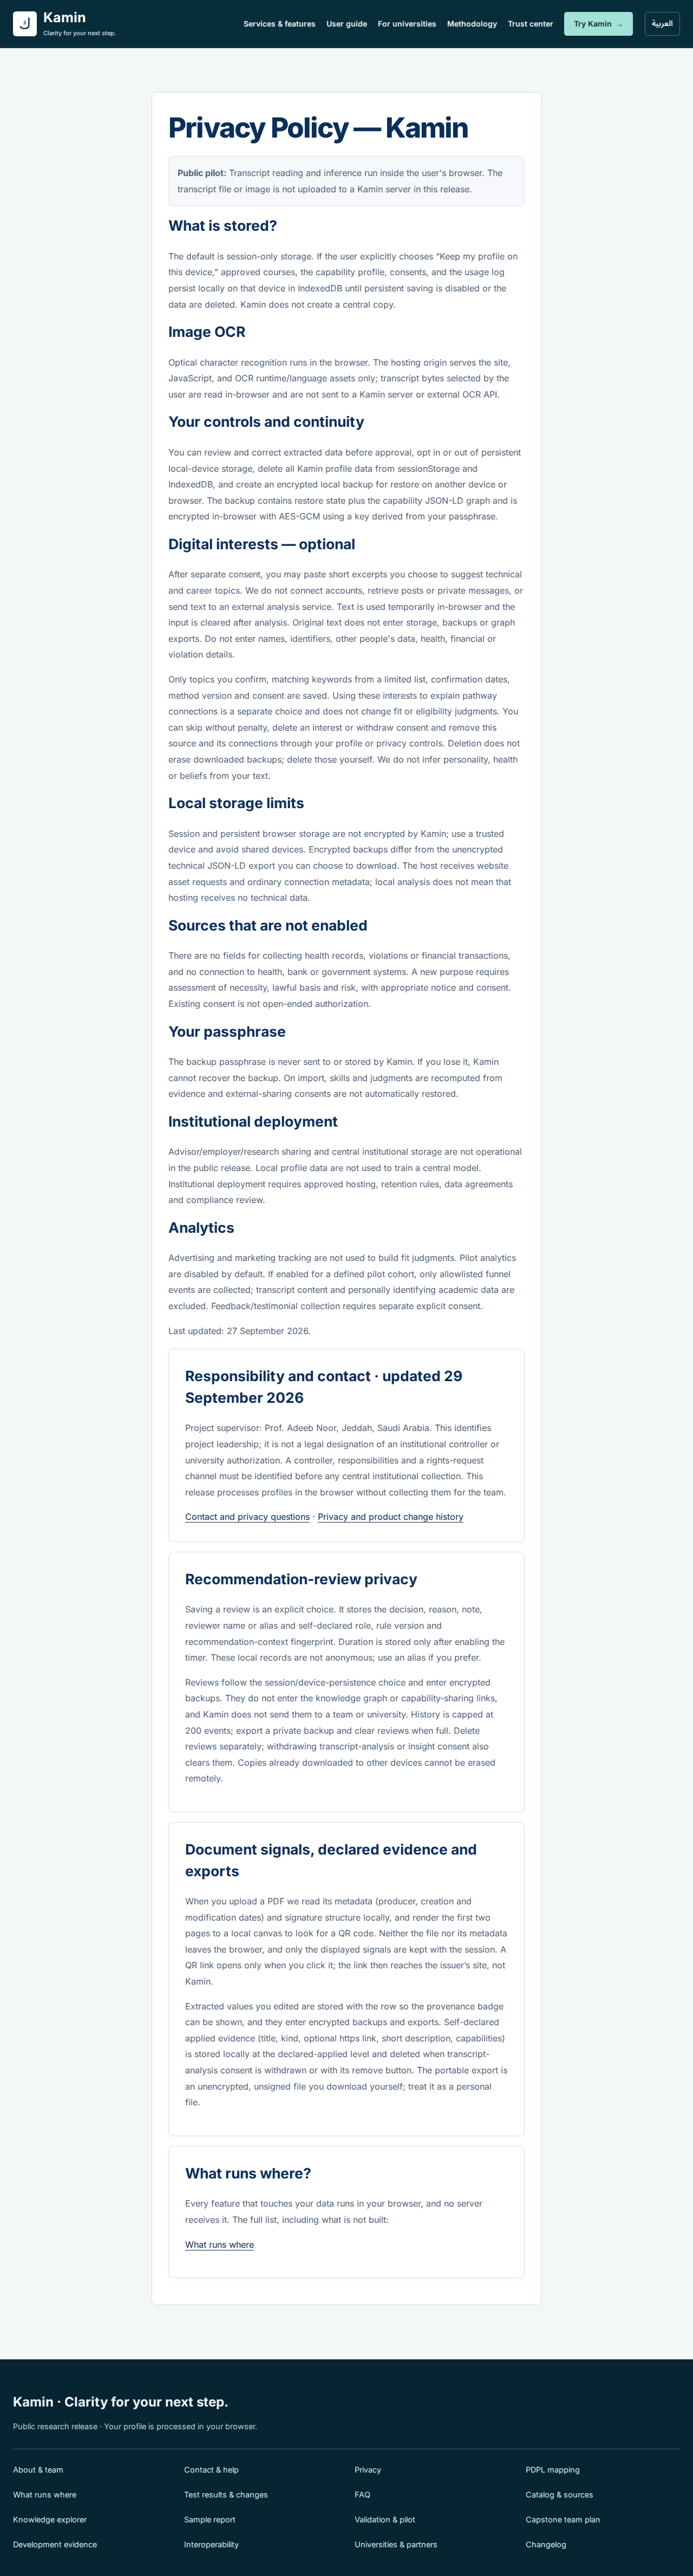 ك
Kamin
Clarity for your next step.
Services & features
User guide
For universities
Methodology
Trust center
Try Kamin →
العربية
Privacy Policy — Kamin
Public pilot: Transcript reading and inference run inside the user's browser. The
transcript file or image is not uploaded to a Kamin server in this release.
What is stored?
The default is session-only storage. If the user explicitly chooses “Keep my profile on
this device,” approved courses, the capability profile, consents, and the usage log
persist locally on that device in IndexedDB until persistent saving is disabled or the
data are deleted. Kamin does not create a central copy.
Image OCR
Optical character recognition runs in the browser. The hosting origin serves the site,
JavaScript, and OCR runtime/language assets only; transcript bytes selected by the
user are read in-browser and are not sent to a Kamin server or external OCR API.
Your controls and continuity
You can review and correct extracted data before approval, opt in or out of persistent
local-device storage, delete all Kamin profile data from sessionStorage and
IndexedDB, and create an encrypted local backup for restore on another device or
browser. The backup contains restore state plus the capability JSON-LD graph and is
encrypted in-browser with AES-GCM using a key derived from your passphrase.
Digital interests — optional
After separate consent, you may paste short excerpts you choose to suggest technical
and career topics. We do not connect accounts, retrieve posts or private messages, or
send text to an external analysis service. Text is used temporarily in-browser and the
input is cleared after analysis. Original text does not enter storage, backups or graph
exports. Do not enter names, identifiers, other people's data, health, financial or
violation details.
Only topics you confirm, matching keywords from a limited list, confirmation dates,
method version and consent are saved. Using these interests to explain pathway
connections is a separate choice and does not change fit or eligibility judgments. You
can skip without penalty, delete an interest or withdraw consent and remove this
source and its connections through your profile or privacy controls. Deletion does not
erase downloaded backups; delete those yourself. We do not infer personality, health
or beliefs from your text.
Local storage limits
Session and persistent browser storage are not encrypted by Kamin; use a trusted
device and avoid shared devices. Encrypted backups differ from the unencrypted
technical JSON-LD export you can choose to download. The host receives website
asset requests and ordinary connection metadata; local analysis does not mean that
hosting receives no technical data.
Sources that are not enabled
There are no fields for collecting health records, violations or financial transactions,
and no connection to health, bank or government systems. A new purpose requires
assessment of necessity, lawful basis and risk, with appropriate notice and consent.
Existing consent is not open-ended authorization.
Your passphrase
The backup passphrase is never sent to or stored by Kamin. If you lose it, Kamin
cannot recover the backup. On import, skills and judgments are recomputed from
evidence and external-sharing consents are not automatically restored.
Institutional deployment
Advisor/employer/research sharing and central institutional storage are not operational
in the public release. Local profile data are not used to train a central model.
Institutional deployment requires approved hosting, retention rules, data agreements
and compliance review.
Analytics
Advertising and marketing tracking are not used to build fit judgments. Pilot analytics
are disabled by default. If enabled for a defined pilot cohort, only allowlisted funnel
events are collected; transcript content and personally identifying academic data are
excluded. Feedback/testimonial collection requires separate explicit consent.
Last updated: 27 September 2026.
Responsibility and contact · updated 29
September 2026
Project supervisor: Prof. Adeeb Noor, Jeddah, Saudi Arabia. This identifies
project leadership; it is not a legal designation of an institutional controller or
university authorization. A controller, responsibilities and a rights-request
channel must be identified before any central institutional collection. This
release processes profiles in the browser without collecting them for the team.
Contact and privacy questions · Privacy and product change history
Recommendation-review privacy
Saving a review is an explicit choice. It stores the decision, reason, note,
reviewer name or alias and self-declared role, rule version and
recommendation-context fingerprint. Duration is stored only after enabling the
timer. These local records are not anonymous; use an alias if you prefer.
Reviews follow the session/device-persistence choice and enter encrypted
backups. They do not enter the knowledge graph or capability-sharing links,
and Kamin does not send them to a team or university. History is capped at
200 events; export a private backup and clear reviews when full. Delete
reviews separately; withdrawing transcript-analysis or insight consent also
clears them. Copies already downloaded to other devices cannot be erased
remotely.
Document signals, declared evidence and
exports
When you upload a PDF we read its metadata (producer, creation and
modification dates) and signature structure locally, and render the first two
pages to a local canvas to look for a QR code. Neither the file nor its metadata
leaves the browser, and only the displayed signals are kept with the session. A
QR link opens only when you click it; the link then reaches the issuer’s site, not
Kamin.
Extracted values you edited are stored with the row so the provenance badge
can be shown, and they enter encrypted backups and exports. Self-declared
applied evidence (title, kind, optional https link, short description, capabilities)
is stored locally at the declared-applied level and deleted when transcript-
analysis consent is withdrawn or with its remove button. The portable export is
an unencrypted, unsigned file you download yourself; treat it as a personal
file.
What runs where?
Every feature that touches your data runs in your browser, and no server
receives it. The full list, including what is not built:
What runs where
Kamin · Clarity for your next step.
Public research release · Your profile is processed in your browser.
About & team
Contact & help
Privacy
PDPL mapping
What runs where
Test results & changes
FAQ
Catalog & sources
Knowledge explorer
Sample report
Validation & pilot
Capstone team plan
Development evidence
Interoperability
Universities & partners
Changelog